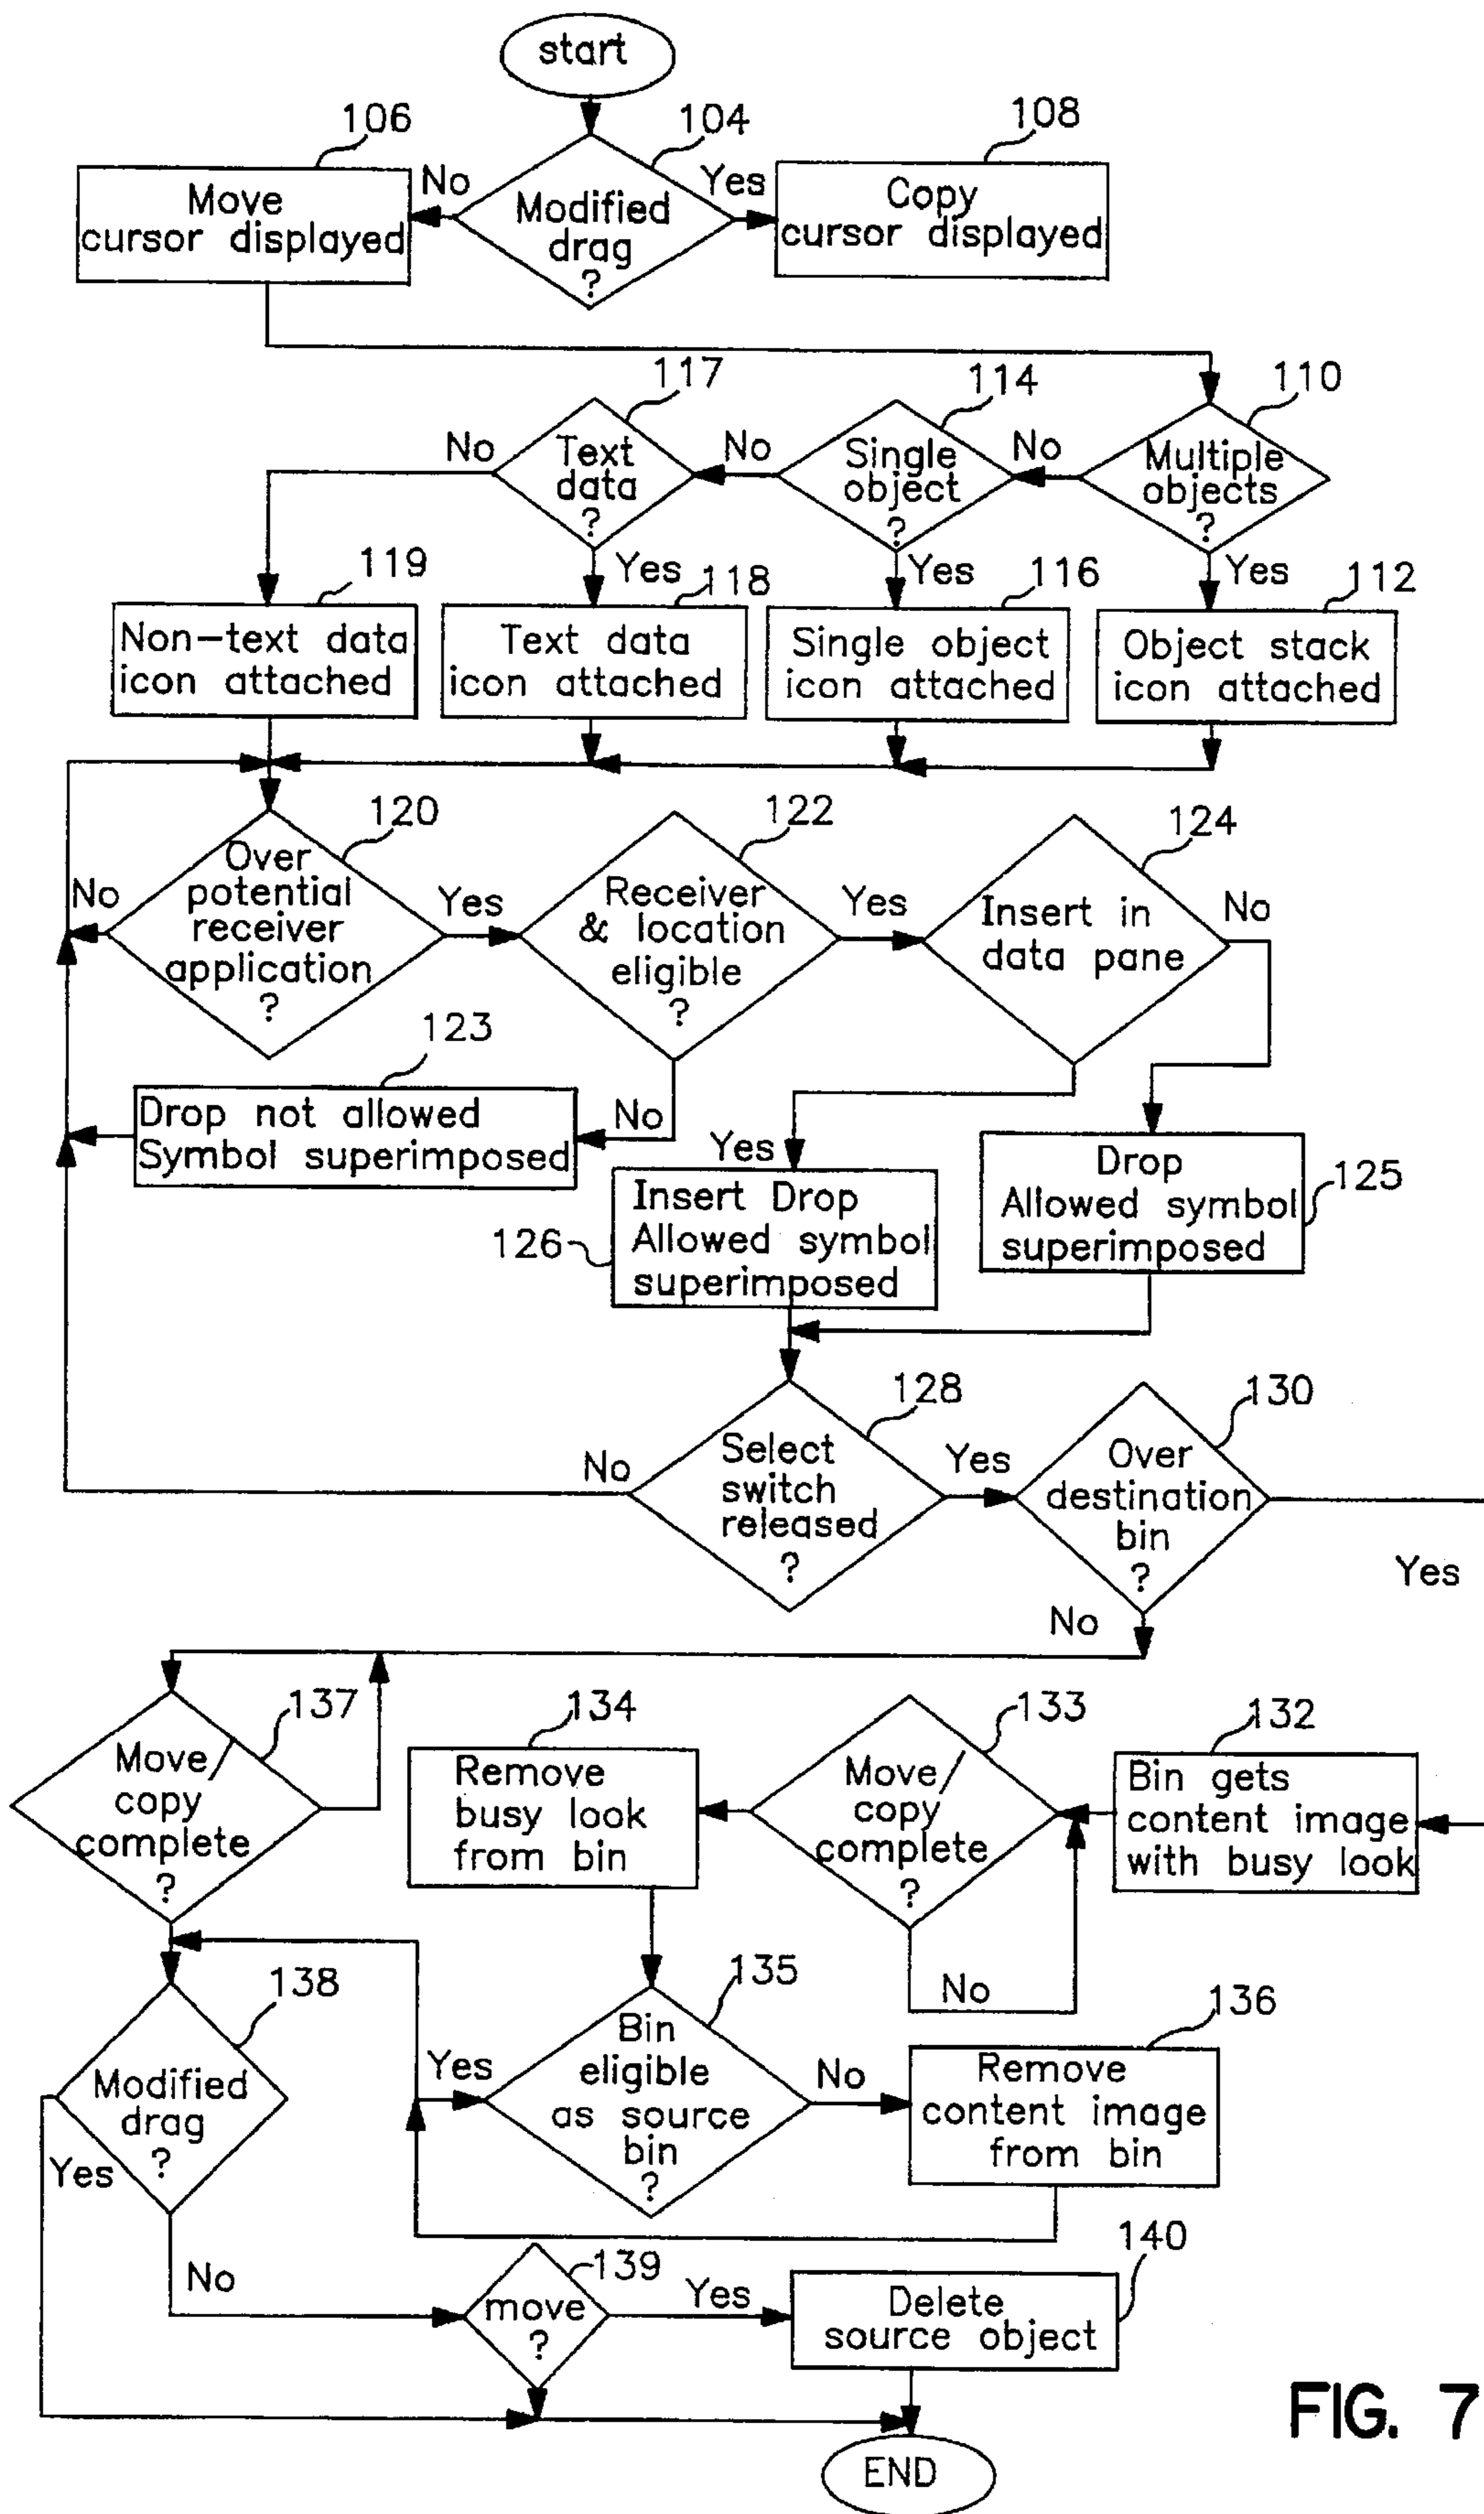 start
106
104
108
No
Yes
Move
cursor displayed
Modified
drag
?
Copy
cursor displayed
117
114
110
No
No
No
Text
data
?
Single
object
?
Multiple
objects
?
119
Yes
118
Yes
116
Yes
112
Non-text data
icon attached
Text data
icon attached
Single object
icon attached
Object stack
icon attached
120
122
124
No
Over
potential
receiver
application
?
Yes
Receiver
& location
eligible
?
Yes
Insert in
data pane
No
123
Drop not allowed
Symbol superimposed
No
Yes
126
Insert Drop
Allowed symbol
superimposed
Drop
Allowed symbol
superimposed
125
128
130
No
Select
switch
released
?
Yes
Over
destination
bin
?
Yes
No
137
134
133
132
Move/
copy
complete
?
Remove
busy look
from bin
Move/
copy
complete
?
Bin gets
content image
with busy look
No
138
135
136
Modified
drag
?
Yes
Yes
Bin
eligible
as source
bin
?
No
Remove
content image
from bin
No
139
move
?
Yes
140
Delete
source object
END
FIG. 7